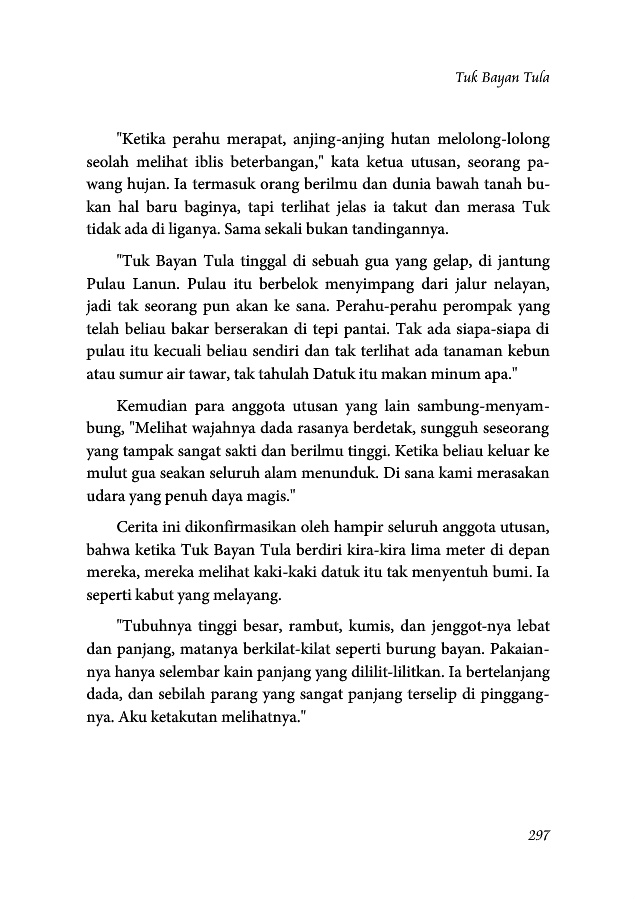 Tuk Bayan Tula
"Ketika perahu merapat, anjing-anjing hutan melolong-lolong
seolah melihat iblis beterbangan," kata ketua utusan, seorang pa-
wang hujan. Ia termasuk orang berilmu dan dunia bawah tanah bu-
kan hal baru baginya, tapi terlihat jelas ia takut dan merasa Tuk
tidak ada di liganya. Sama sekali bukan tandingannya.
"Tuk Bayan Tula tinggal di sebuah gua yang gelap, di jantung
Pulau Lanun. Pulau itu berbelok menyimpang dari jalur nelayan,
jadi tak seorang pun akan ke sana. Perahu-perahu perompak yang
telah beliau bakar berserakan di tepi pantai. Tak ada siapa-siapa di
pulau itu kecuali beliau sendiri dan tak terlihat ada tanaman kebun
atau sumur air tawar, tak tahulah Datuk itu makan minum apa."
Kemudian para anggota utusan yang lain sambung-menyam-
bung, "Melihat wajahnya dada rasanya berdetak, sungguh seseorang
yang tampak sangat sakti dan berilmu tinggi. Ketika beliau keluar ke
mulut gua seakan seluruh alam menunduk. Di sana kami merasakan
udara yang penuh daya magis."
Cerita ini dikonfirmasikan oleh hampir seluruh anggota utusan,
bahwa ketika Tuk Bayan Tula berdiri kira-kira lima meter di depan
mereka, mereka melihat kaki-kaki datuk itu tak menyentuh bumi. Ia
seperti kabut yang melayang.
"Tubuhnya tinggi besar, rambut, kumis, dan jenggot-nya lebat
dan panjang, matanya berkilat-kilat seperti burung bayan. Pakaian-
nya hanya selembar kain panjang yang dililit-lilitkan. Ia bertelanjang
dada, dan sebilah parang yang sangat panjang terselip di pinggang-
nya. Aku ketakutan melihatnya."
297